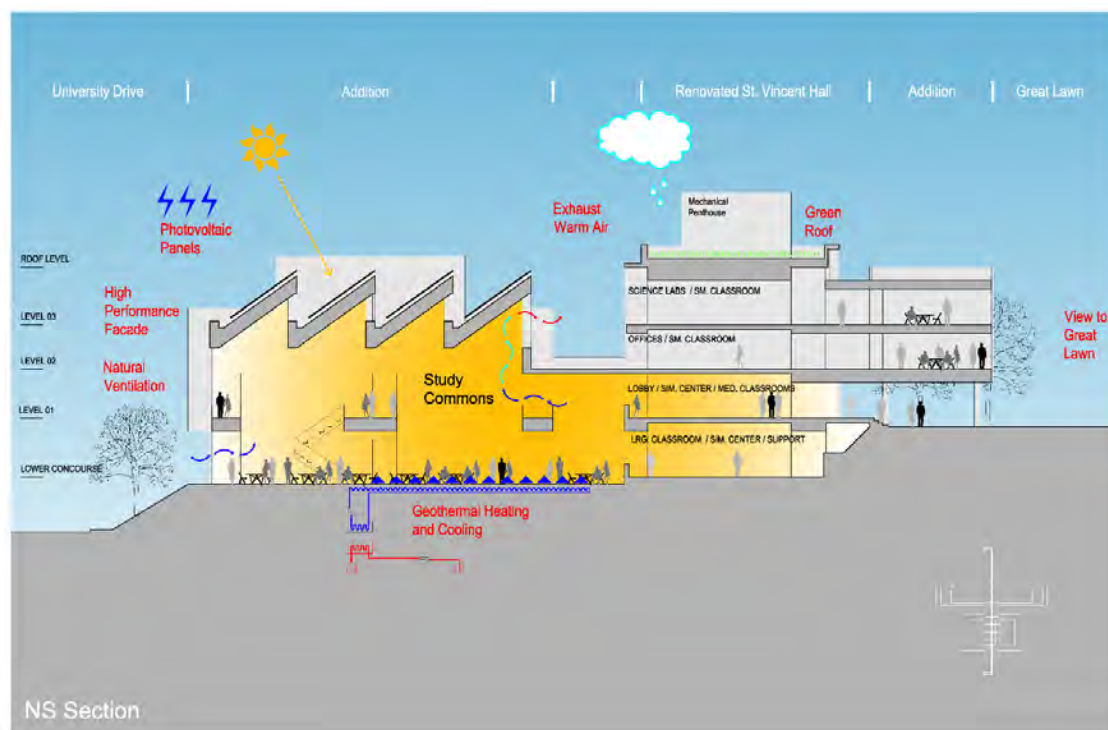 University Drive
Addition
Renovated St. Vincent Hall
Addition
Great Lawn
Photovoltaic
Panels
Exhaust
Warm Air
Mechanical
Penthouse
Green
Roof
ROOF LEVEL
SCIENCE LABS / SM. CLASSROOM
High
Performance
Facade
LEVEL 03
View to
Great
Lawn
OFFICES / SM. CLASSROOM
LEVEL 02
Natural
Ventilation
Study
Commons
LOBBY / SIM. CENTER / MED. CLASSROOMS
LEVEL 01
LRG. CLASSROOM / SIM. CENTER / SUPPORT
LOWER CONCOURSE
Geothermal Heating
and Cooling
NS Section